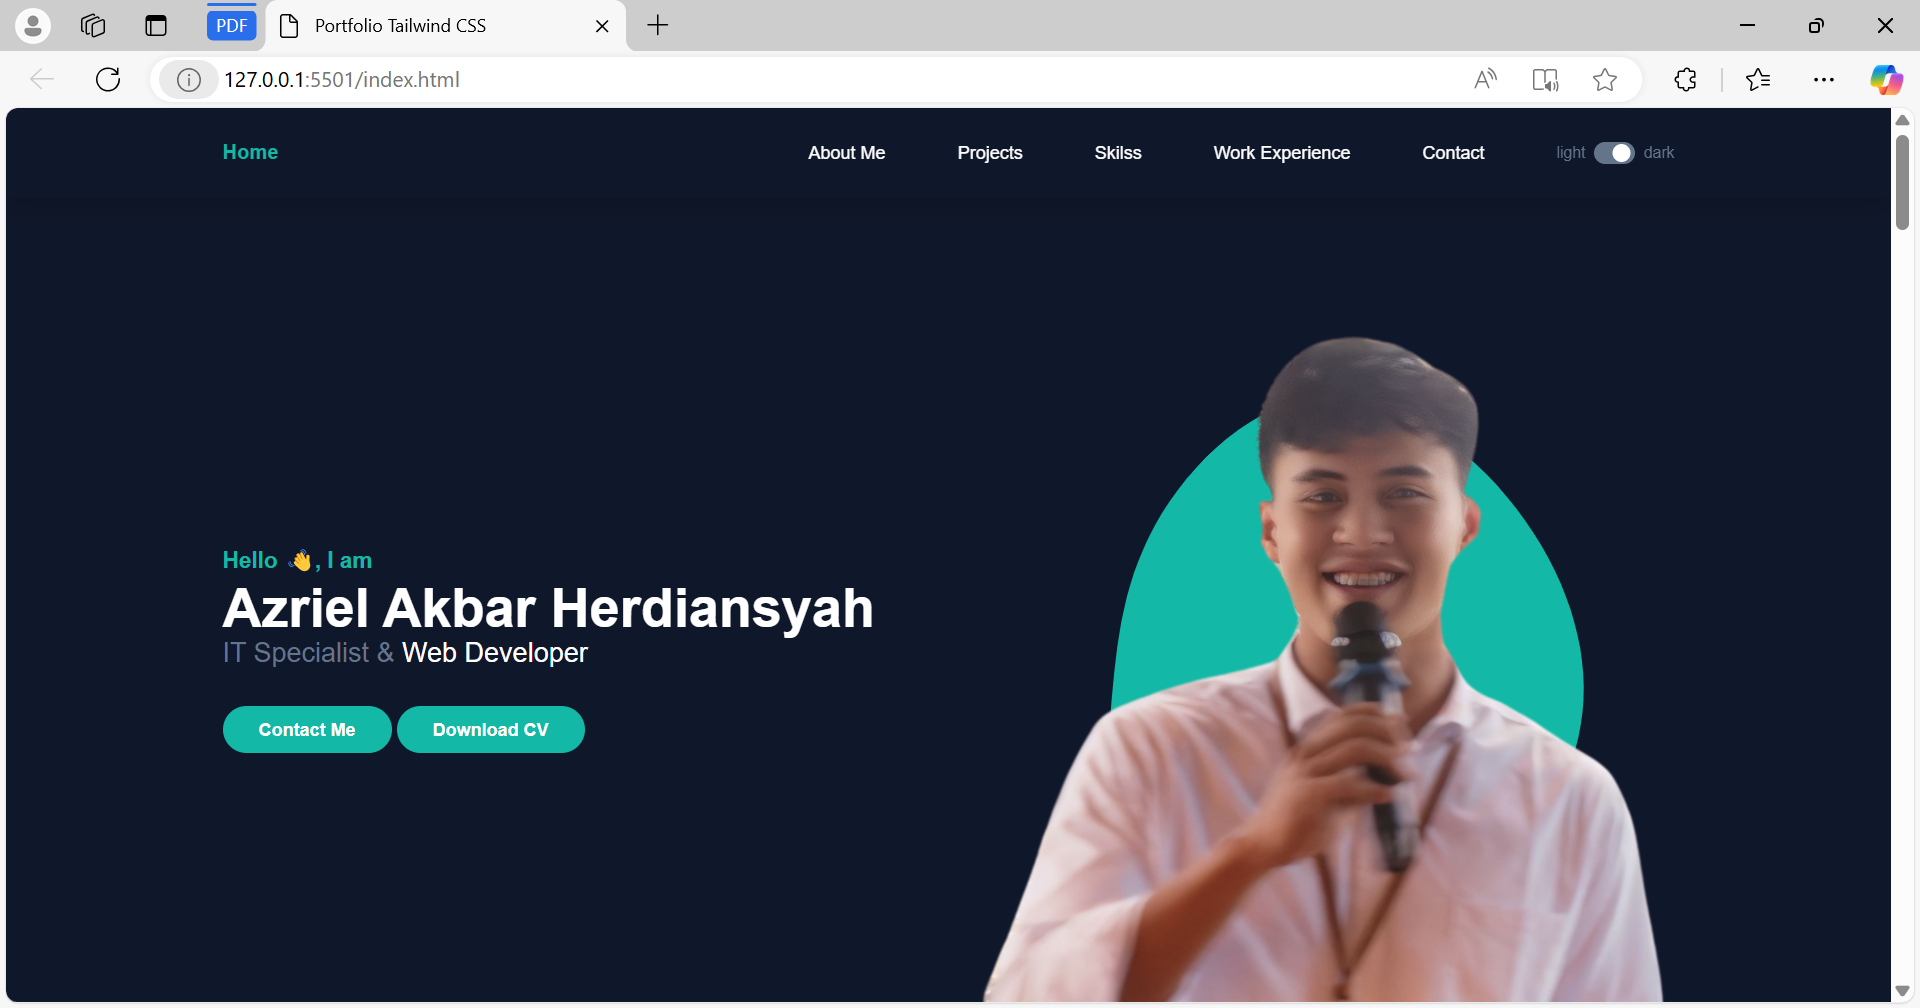 PDF
Portfolio Tailwind CSS
127.0.0.1:5501/index.html
Home
About Me
Projects
Skilss
Work Experience
Contact
light
dark
Hello 👋, I am
Azriel Akbar Herdiansyah
IT Specialist & Web Developer
Contact Me
Download CV